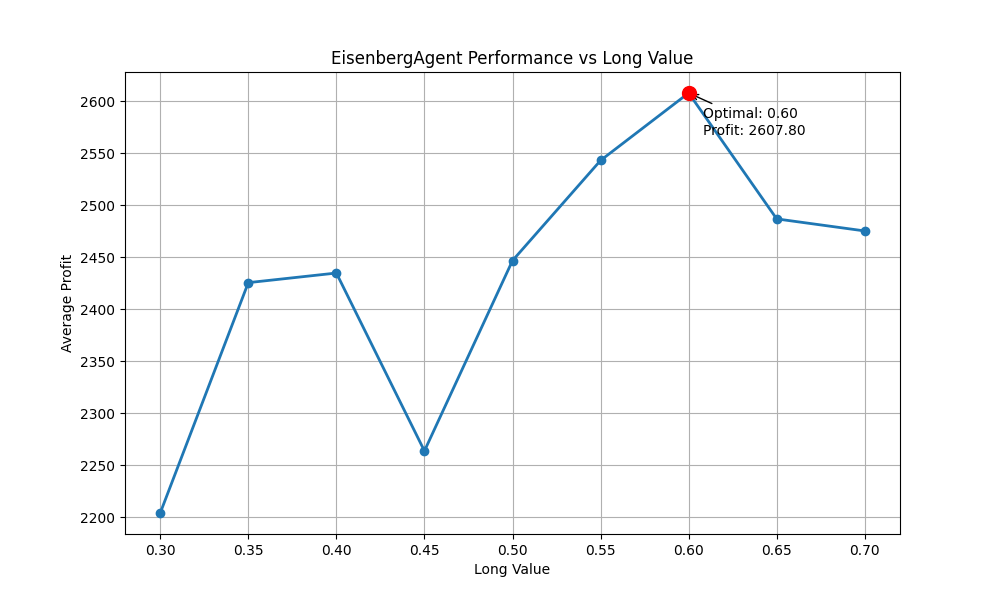 EisenbergAgent Performance vs Long Value
2600
Optimal: 0.60
Profit: 2607.80
2550
2500
2450
2400
2350
2300
2250
2200
Average Profit
0.30 0.35 0.40 0.45 0.50 0.55 0.60 0.65 0.70
Long Value